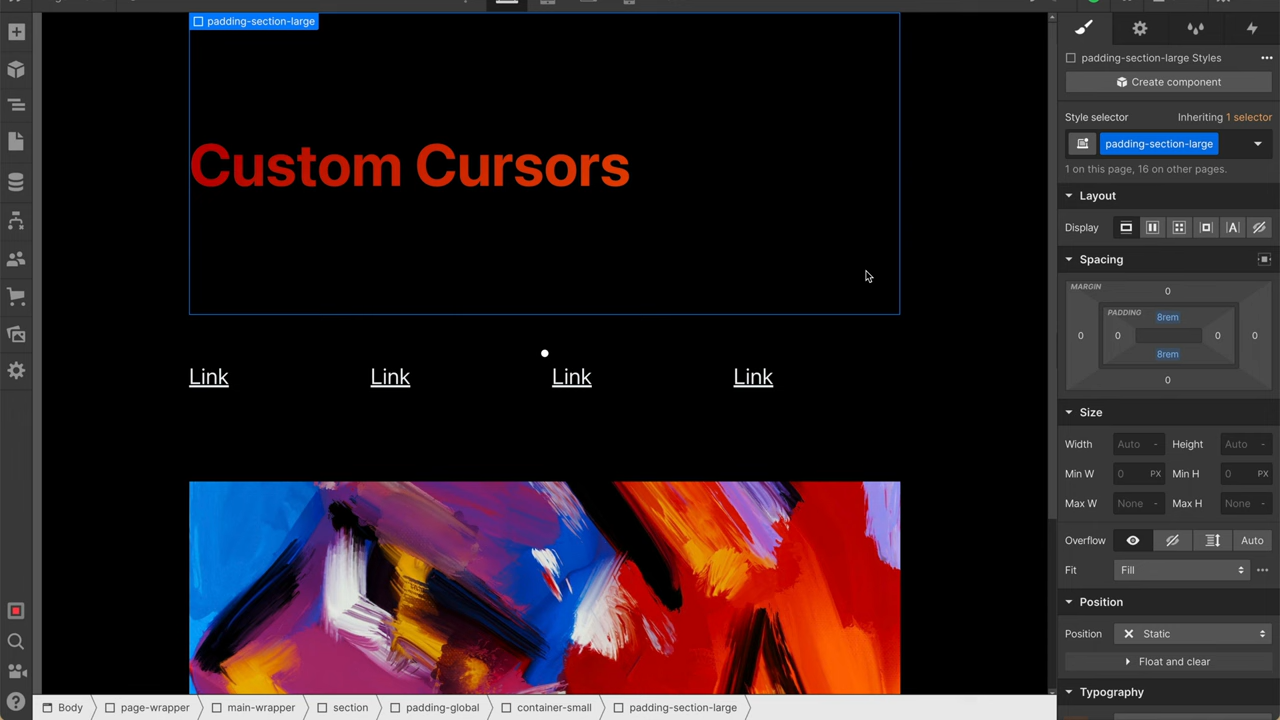 padding-section-large
Custom Cursors
Link
Link
Link
Link
padding-section-large Styles
Create component
Style selector
Inheriting 1 selector
padding-section-large
1 on this page, 16 on other pages.
Layout
Display
Spacing
MARGIN
0
PADDING
8rem
0
0
0
0
8rem
0
Size
Width Auto -
Height Auto -
Min W 0 PX
Min H 0 PX
Max W None -
Max H None -
Overflow
Auto
Fit Fill
Position
Position Static
Float and clear
Typography
Body
page-wrapper
main-wrapper
section
padding-global
container-small
padding-section-large